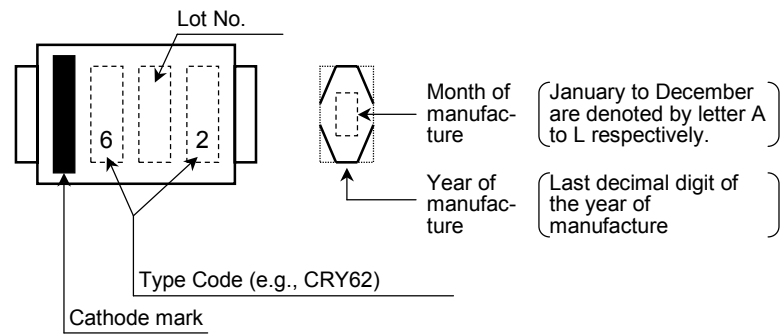 Lot No.
6
2
Month of
manufac-
ture
January to December
are denoted by letter A
to L respectively.
Year of
manufac-
ture
Last decimal digit of
the year of
manufacture
Type Code (e.g., CRY62)
Cathode mark